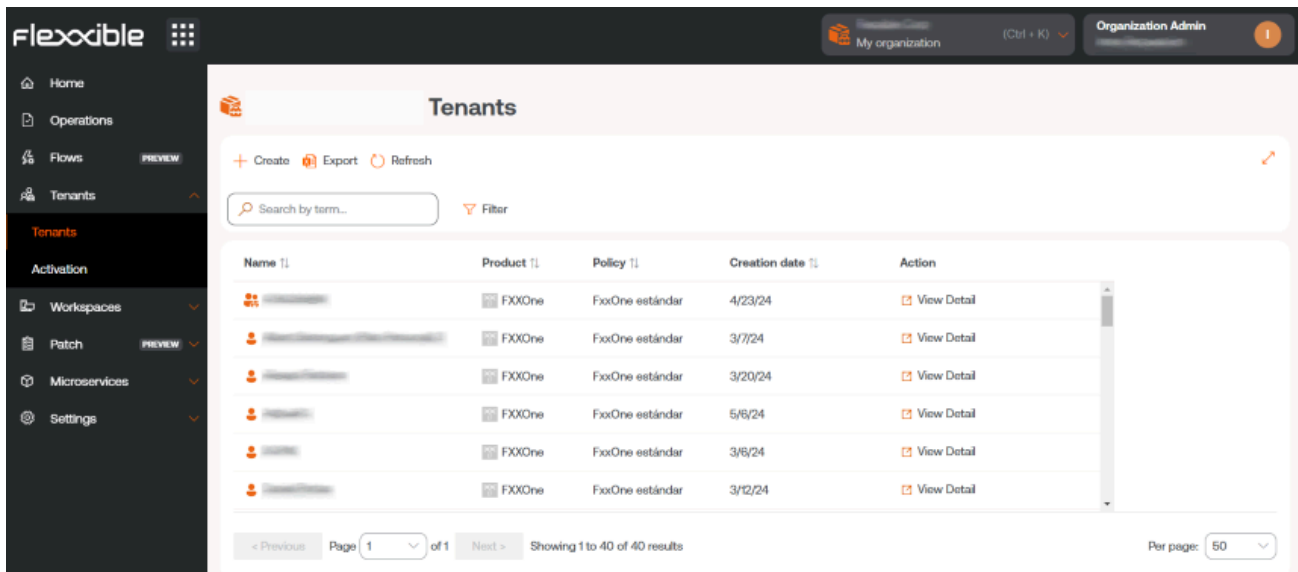 Flexxible
My organization
(Ctrl + K)
Organization Admin
I
Home
Operations
Flows PREVIEW
Tenants
Tenants
Activation
Workspaces
Patch PREVIEW
Microservices
Settings
Tenants
Create Export Refresh
Search by term... Filter
Name Product Policy Creation date Action
FXXOne FxxOne estándar 4/23/24 View Detail
FXXOne FxxOne estándar 3/7/24 View Detail
FXXOne FxxOne estándar 3/20/24 View Detail
FXXOne FxxOne estándar 5/6/24 View Detail
FXXOne FxxOne estándar 3/6/24 View Detail
FXXOne FxxOne estándar 3/12/24 View Detail
< Previous Page 1 of 1 Next > Showing 1 to 40 of 40 results Per page: 50